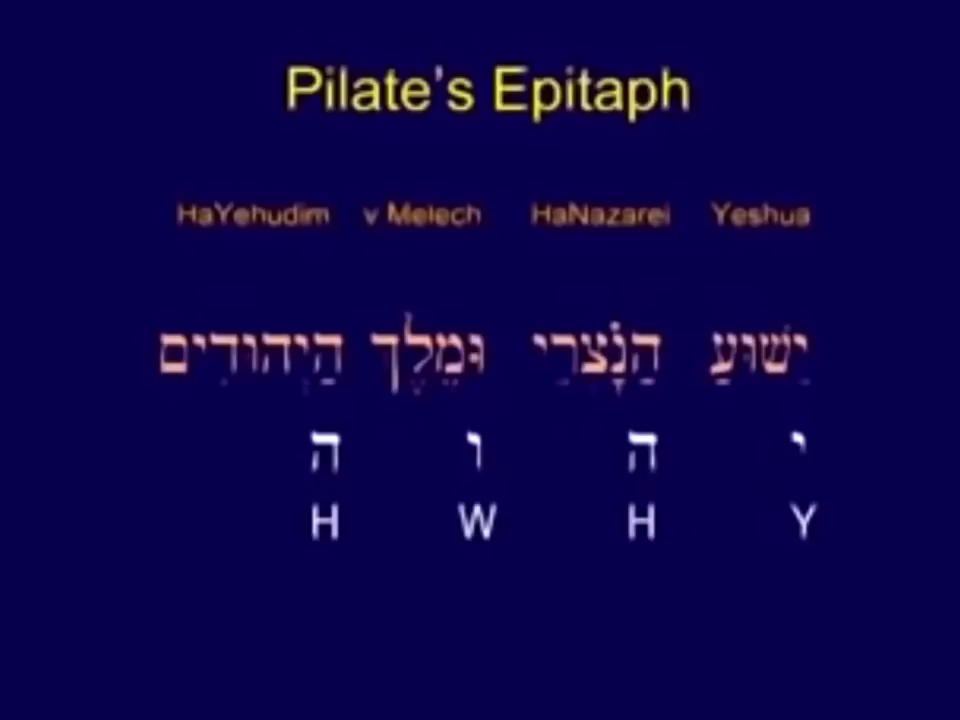 Pilate's Epitaph
HaYehudim v Melech HaNazarei Yeshua
יֵשׁוּעַ הַנָּצְרֵי וּמֶלֶך הַיְהוּדִים
י ה ו ה
H W H Y